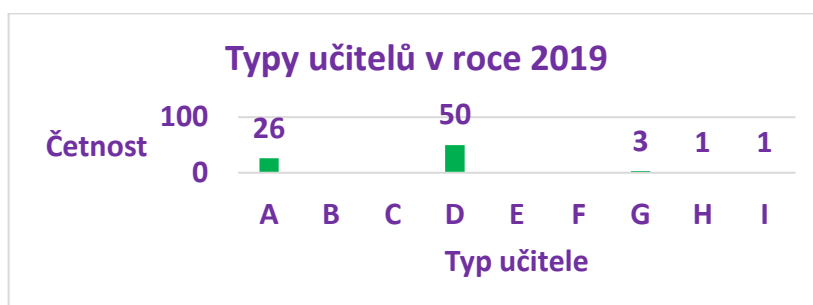 Typy učitelů v roce 2019
100
0
Četnost
26
50
3 1 1
A B C D E F G H I
Typ učitele